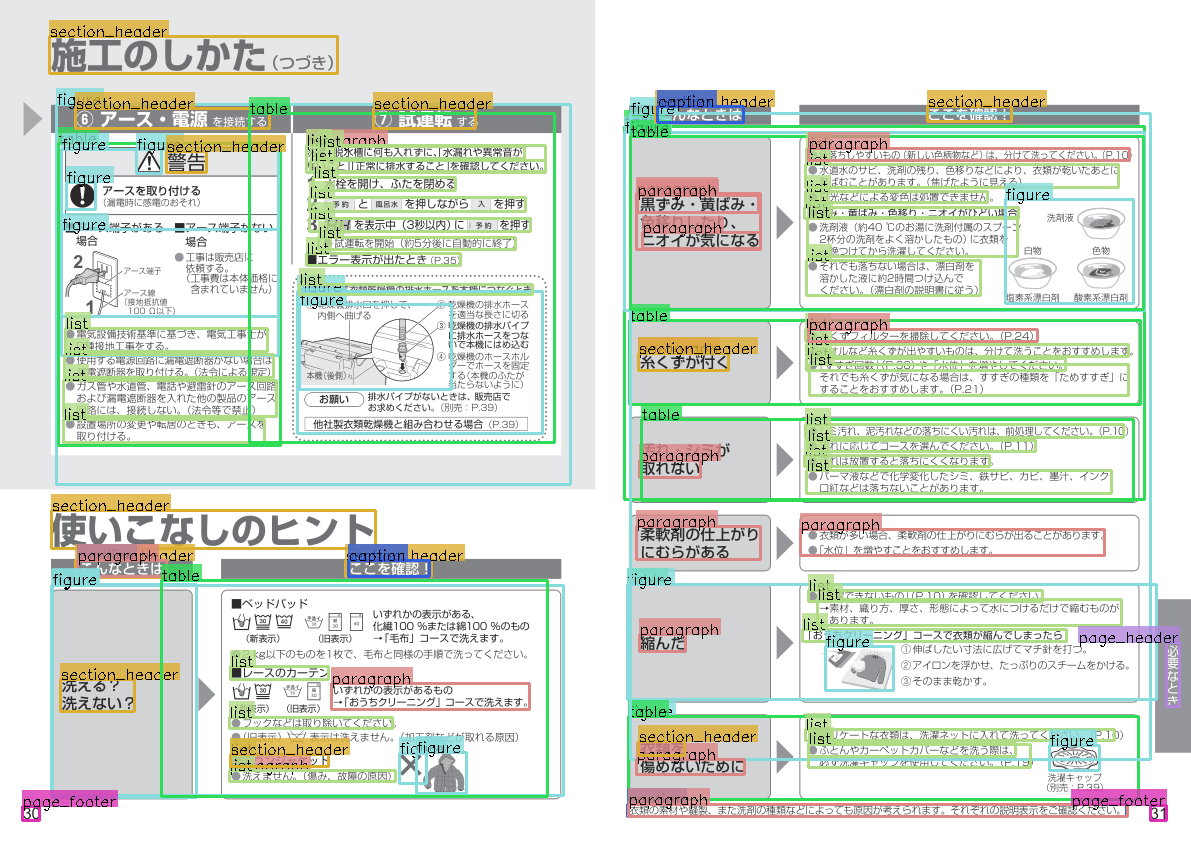 施工のしかた（つづき）
⑥ アース・電源 を接続する
警告
アースを取り付ける
（漏電時に感電のおそれ）
場合
2
アース端子
アース線
（接地抵抗値
100 Ω以下）
1
■アース端子がない
場合
●工事は販売店に
依頼する。
（工事費は本体価格に
含まれていません）
●電気設備技術基準に基づき、電気工事士が
接地工事をする。
●使用する電源回路に漏電遮断器がない場合は
漏電遮断器を取り付ける。（法令による規定）
●ガス管や水道管、電話や避雷針のアース回路
および漏電遮断器を入れた他の製品のアース
回路には、接続しない。（法令等で禁止）
●設置場所の変更や転居のときも、アースを
取り付ける。
⑦ 試運転 する
脱水槽に何も入れずに、「水漏れや異常音が
」と「正常に排水すること」を確認してください。
栓を開け、ふたを閉める
予約 と 風呂水 を押しながら 入 を押す
を表示中（3秒以内）に 予約 を押す
試運転を開始（約5分後に自動的に終了）
■エラー表示が出たとき（P.35）
衣類乾燥機の排水ホースを本機につなぐとき
排水口を押して、
内側へ曲げる
本機（後側）
② 乾燥機の排水ホース
を適当な長さに切る
③ 乾燥機の排水パイプ
に排水ホースをつな
いで本機にはめ込む
④ 乾燥機のホースホル
ダーでホースを固定
する（本機のふたが
当たらないように）
お願い
排水パイプがないときは、販売店で
お求めください。（別売：P.39）
他社製衣類乾燥機と組み合わせる場合（P.39）
使いこなしのヒント
こんなときは
ここを確認！
洗える？
洗えない？
■ベッドパッド
（新表示）
（旧表示）
いずれかの表示がある、
化繊100 %または綿100 %のもの
→「毛布」コースで洗えます。
kg以下のものを1枚で、毛布と同様の手順で洗ってください。
■レースのカーテン
（旧表示）
いずれかの表示があるもの
→「おうちクリーニング」コースで洗えます。
●フックなどは取り除いてください。
●（旧表示） 表示は洗えません。（加工剤などが取れる原因）
●洗えません。（傷み、故障の原因）
30
こんなときは
ここを確認！
黒ずみ・黄ばみ・
色移りしたり、
ニオイが気になる
落ちしやすいもの（新しい色柄物など）は、分けて洗ってください。（P.10）
●水道水のサビ、洗剤の残り、色移りなどにより、衣類が乾いたあとに
ばむことがあります。（焦げたように見える）
光などによる変色は処置できません。
黒ずみ・黄ばみ・色移り・ニオイがひどい場合
●洗剤液（約40 ℃のお湯に洗剤付属のスプーン
2杯分の洗剤をよく溶かしたもの）に衣類を
晩つけてから洗濯してください。
●それでも落ちない場合は、漂白剤を
溶かした液に約2時間つけ込んで
ください。（漂白剤の説明書に従う）
洗剤液
白物
色物
塩素系漂白剤
酸素系漂白剤
糸くずが付く
糸くずフィルターを掃除してください。（P.24）
タオルなど糸くずが出やすいものは、分けて洗うことをおすすめします。
それでも糸くずが気になる場合は、すすぎの種類を「ためすすぎ」に
することをおすすめします。（P.21）
汚れ・シミが
取れない
汚れ、泥汚れなどの落ちにくい汚れは、前処理してください。（P.10）
に応じてコースを選んでください。（P.11）
れは放置すると落ちにくくなります。
●パーマ液などで化学変化したシミ、鉄サビ、カビ、墨汁、インク
口紅などは落ちないことがあります。
柔軟剤の仕上がり
にむらがある
●衣類が多い場合、柔軟剤の仕上がりにむらが出ることがあります。
●「水位」を増やすことをおすすめします。
縮んだ
できないもの」（P.10）を確認してください。
→素材、織り方、厚さ、形態によって水につけるだけで縮むものが
あります。
「おうちクリーニング」コースで衣類が縮んでしまったら
① 伸ばしたい寸法に広げてマチ針を打つ。
② アイロンを浮かせ、たっぷりのスチームをかける。
③ そのまま乾かす。
衣類を
傷めないために
デリケートな衣類は、洗濯ネットに入れて洗ってください。（P.10）
●ふとんやカーペットカバーなどを洗う際は、
必ず洗濯キャップを使用してください。（P.19）
洗濯キャップ
（別売：P.39）
衣類の素材や縫製、また洗剤の種類などによっても原因が考えられます。それぞれの説明表示をご確認ください。
必要なとき
31